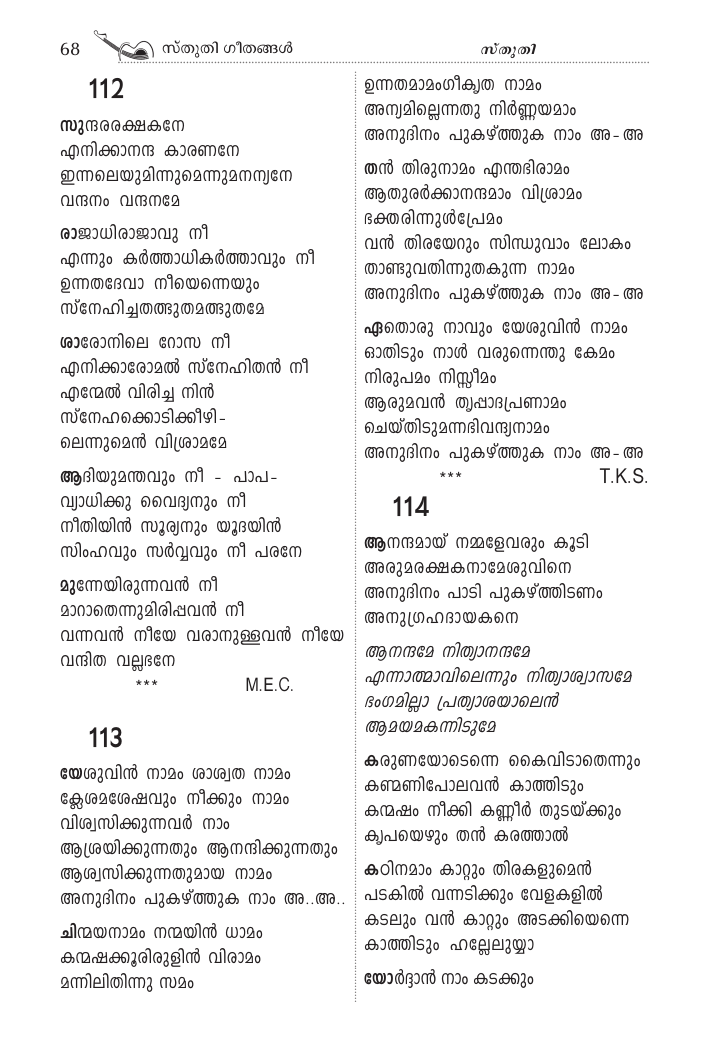 68 സ്തുതി ഗീതങ്ങൾ
സ്തുതി
112
സുന്ദരരക്ഷകനേ
എനിക്കാനന്ദ കാരണനേ
ഇന്നലെയുമിന്നുമെന്നുമനന്യനേ
വന്ദനം വന്ദനമേ
രാജാധിരാജാവു നീ
എന്നും കർത്താധികർത്താവും നീ
ഉന്നതദേവാ നീയെന്നെയും
സ്നേഹിച്ചതത്ഭുതമത്ഭുതമേ
ശാരോനിലെ റോസ നീ
എനിക്കാരോമൽ സ്നേഹിതൻ നീ
എന്മേൽ വിരിച്ച നിൻ
സ്നേഹക്കൊടിക്കീഴി-
ലെന്നുമെൻ വിശ്രാമമേ
ആദിയുമന്തവും നീ - പാപ-
വ്യാധിക്കു വൈദ്യനും നീ
നീതിയിൻ സൂര്യനും യൂദയിൻ
സിംഹവും സർവ്വവും നീ പരനേ
മുന്നേയിരുന്നവൻ നീ
മാറാതെന്നുമിരിപ്പവൻ നീ
വന്നവൻ നീയേ വരാനുള്ളവൻ നീയേ
വന്ദിത വല്ലഭനേ
*** M.E.C.
113
യേശുവിൻ നാമം ശാശ്വത നാമം
ക്ലേശമശേഷവും നീക്കും നാമം
വിശ്വസിക്കുന്നവർ നാം
ആശ്രയിക്കുന്നതും ആനന്ദിക്കുന്നതും
ആശ്വസിക്കുന്നതുമായ നാമം
അനുദിനം പുകഴ്ത്തുക നാം അ..അ..
ചിന്മയനാമം നന്മയിൻ ധാമം
കന്മഷക്കൂരിരുളിൻ വിരാമം
മന്നിലിതിന്നു സമം
ഉന്നതമാമംഗീകൃത നാമം
അന്യമില്ലെന്നതു നിർണ്ണയമാം
അനുദിനം പുകഴ്ത്തുക നാം അ-അ
തൻ തിരുനാമം എന്തഭിരാമം
ആതുരർക്കാനന്ദമാം വിശ്രാമം
ഭക്തരിന്നുൾപ്രേമം
വൻ തിരയേറും സിന്ധുവാം ലോകം
താണ്ടുവതിന്നുതകുന്ന നാമം
അനുദിനം പുകഴ്ത്തുക നാം അ-അ
ഏതൊരു നാവും യേശുവിൻ നാമം
ഓതിടും നാൾ വരുന്നെന്തു കേമം
നിരുപമം നിസ്സീമം
ആരുമവൻ തൃപ്പാദപ്രണാമം
ചെയ്തിടുമന്നഭിവന്ദ്യനാമം
അനുദിനം പുകഴ്ത്തുക നാം അ-അ
*** T.K.S.
114
ആനന്ദമായ് നമ്മളേവരും കൂടി
അരുമരക്ഷകനാമേശുവിനെ
അനുദിനം പാടി പുകഴ്ത്തിടണം
അനുഗ്രഹദായകനെ
ആനന്ദമേ നിത്യാനന്ദമേ
എന്നാത്മാവിലെന്നും നിത്യാശ്വാസമേ
ഭംഗമില്ലാ പ്രത്യാശയാലെൻ
ആമയമകന്നിടുമേ
കരുണയോടെന്നെ കൈവിടാതെന്നും
കണ്മണിപോലവൻ കാത്തിടും
കന്മഷം നീക്കി കണ്ണീർ തുടയ്ക്കും
കൃപയെഴും തൻ കരത്താൽ
കഠിനമാം കാറ്റും തിരകളുമെൻ
പടകിൽ വന്നടിക്കും വേളകളിൽ
കടലും വൻ കാറ്റും അടക്കിയെന്നെ
കാത്തിടും ഹല്ലേലുയ്യാ
യോർദ്ദാൻ നാം കടക്കും